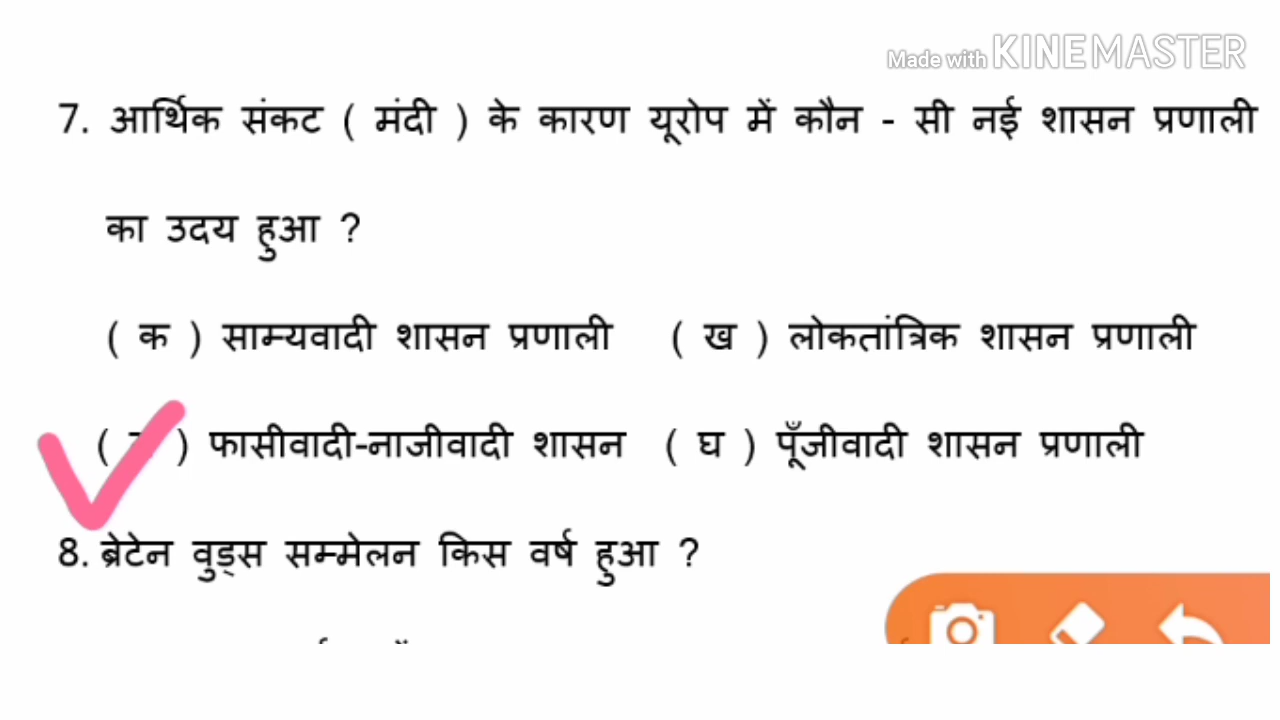 Made with KINEMASTER
7. आर्थिक संकट ( मंदी ) के कारण यूरोप में कौन - सी नई शासन प्रणाली
का उदय हुआ ?
( क ) साम्यवादी शासन प्रणाली ( ख ) लोकतांत्रिक शासन प्रणाली
( ) फासीवादी-नाजीवादी शासन ( घ ) पूँजीवादी शासन प्रणाली
8. ब्रेटेन वुड्स सम्मेलन किस वर्ष हुआ ?